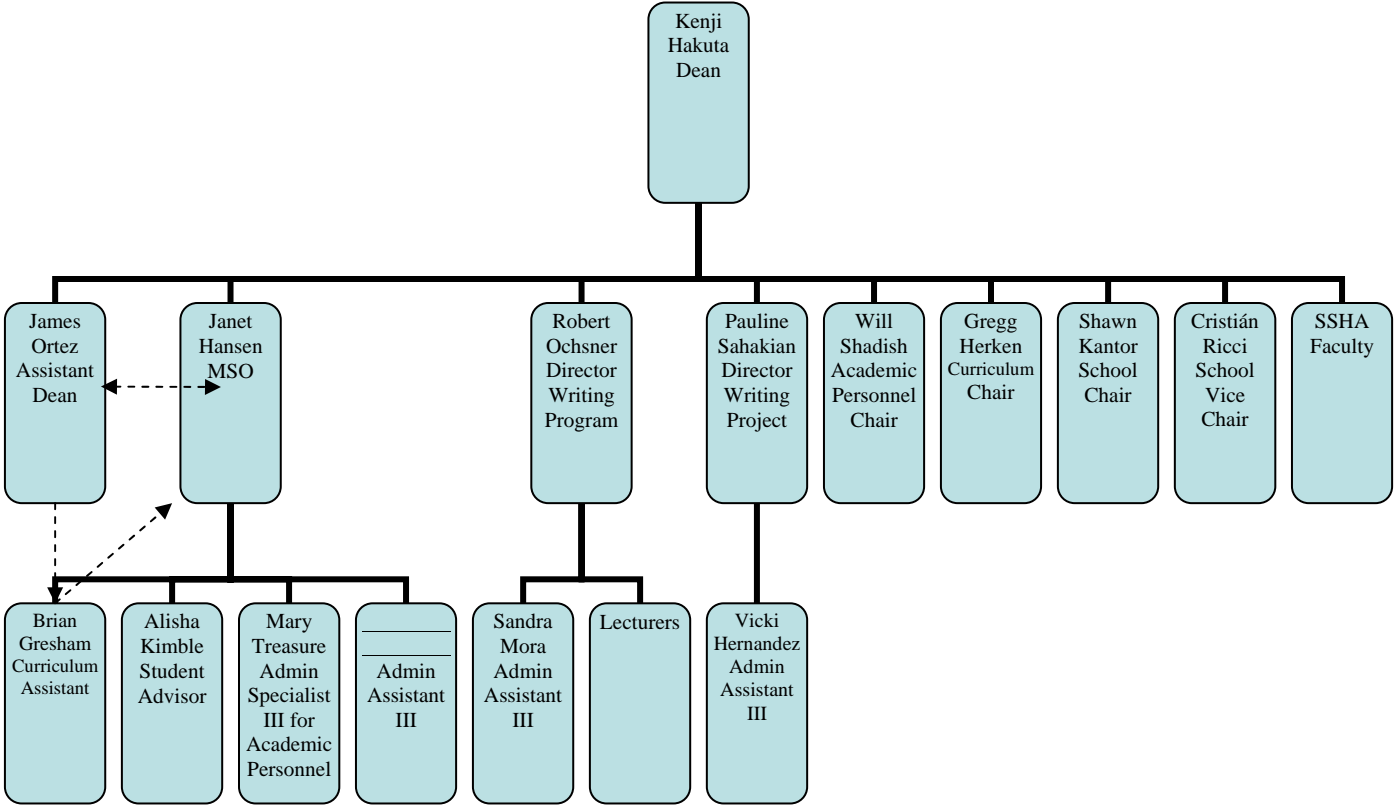 Kenji
Hakuta
Dean
James
Ortez
Assistant
Dean
Janet
Hansen
MSO
Robert
Ochsner
Director
Writing
Program
Pauline
Sahakian
Director
Writing
Project
Will
Shadish
Academic
Personnel
Chair
Gregg
Herken
Curriculum
Chair
Shawn
Kantor
School
Chair
Cristián
Ricci
School
Vice
Chair
SSHA
Faculty
Brian
Gresham
Curriculum
Assistant
Alisha
Kimble
Student
Advisor
Mary
Treasure
Admin
Specialist
III for
Academic
Personnel
Admin
Assistant
III
Sandra
Mora
Admin
Assistant
III
Lecturers
Vicki
Hernandez
Admin
Assistant
III